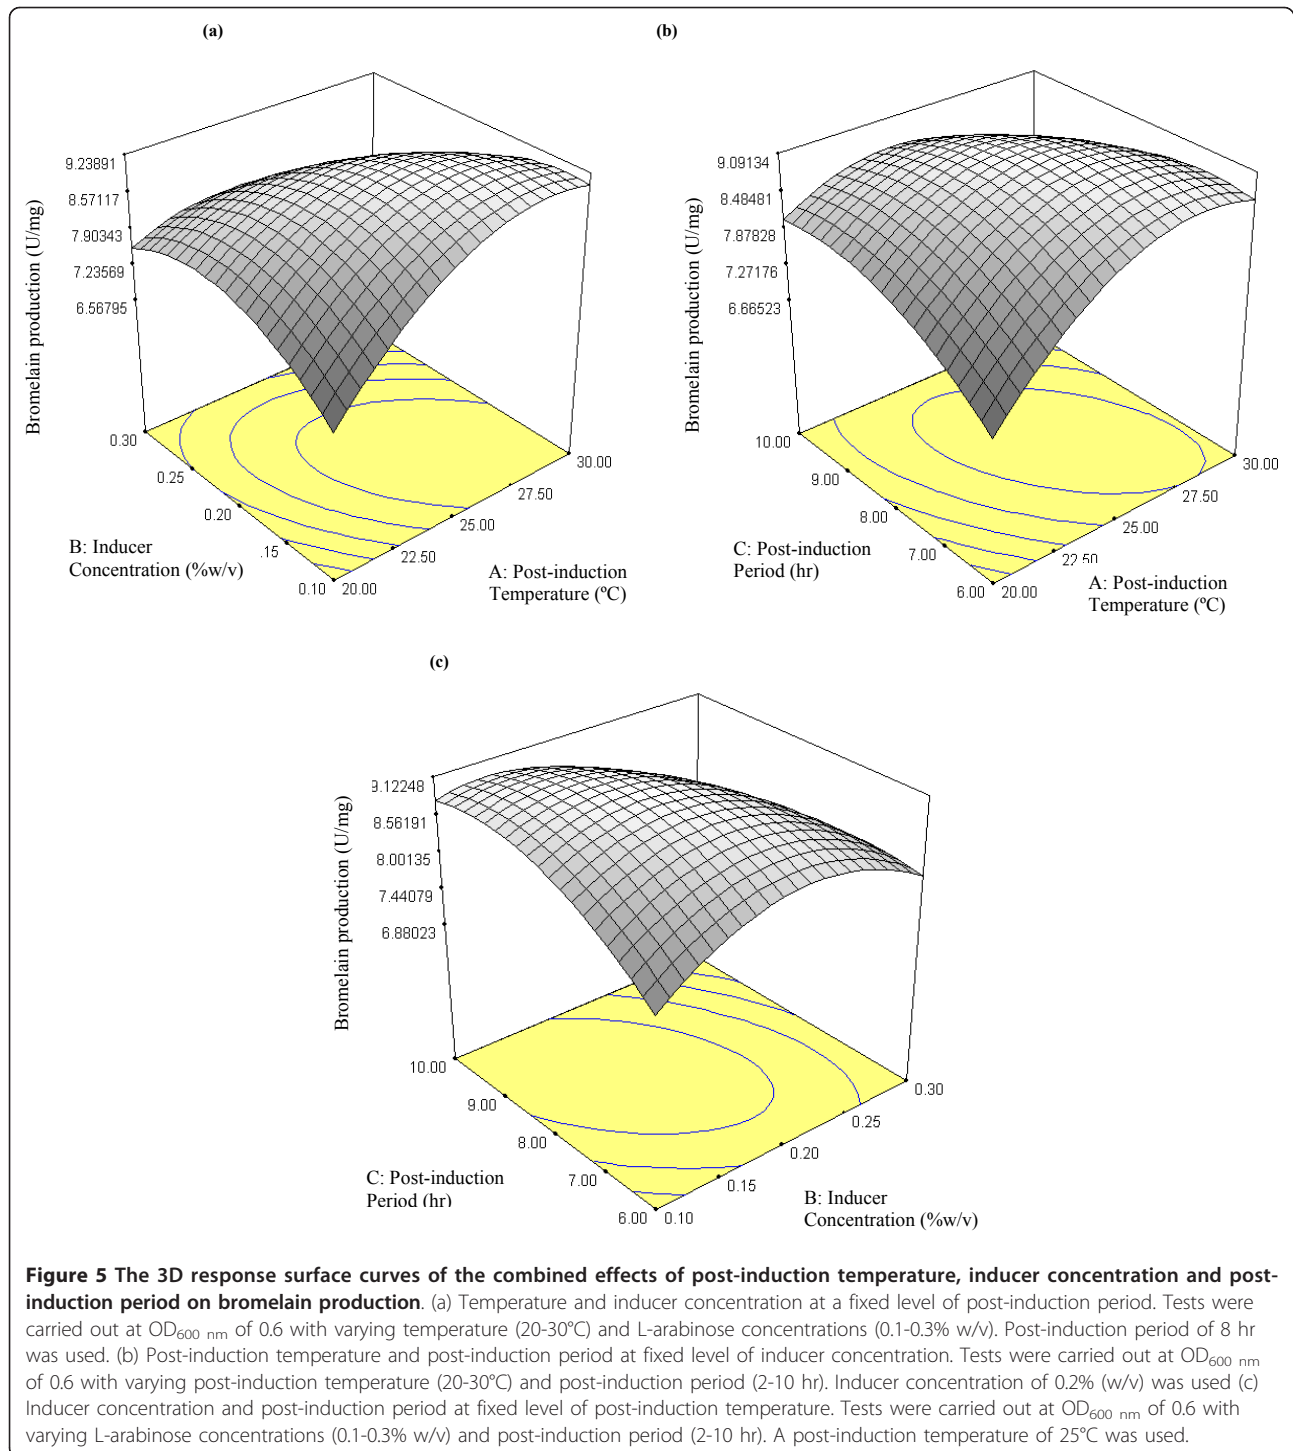 (a)
9.23891
8.57117
7.90343
7.23569
6.56795
Bromelain production (U/mg)
0.30
0.25
0.20
.15
0.10
B: Inducer
Concentration (%w/v)
20.00
22.50
25.00
27.50
30.00
A: Post-induction
Temperature (ºC)
(b)
9.09134
8.48481
7.87828
7.27176
6.66523
Bromelain production (U/mg)
10.00
9.00
8.00
7.00
6.00
C: Post-induction
Period (hr)
20.00
22.50
25.00
27.50
30.00
A: Post-induction
Temperature (ºC)
(c)
9.12248
8.56191
8.00135
7.44079
6.88023
Bromelain production (U/mg)
10.00
9.00
8.00
7.00
6.00
C: Post-induction
Period (hr)
0.10
0.15
0.20
0.25
0.30
B: Inducer
Concentration (%w/v)
Figure 5 The 3D response surface curves of the combined effects of post-induction temperature, inducer concentration and post-
induction period on bromelain production. (a) Temperature and inducer concentration at a fixed level of post-induction period. Tests were
carried out at OD600 nm of 0.6 with varying temperature (20-30°C) and L-arabinose concentrations (0.1-0.3% w/v). Post-induction period of 8 hr
was used. (b) Post-induction temperature and post-induction period at fixed level of inducer concentration. Tests were carried out at OD600 nm
of 0.6 with varying post-induction temperature (20-30°C) and post-induction period (2-10 hr). Inducer concentration of 0.2% (w/v) was used (c)
Inducer concentration and post-induction period at fixed level of post-induction temperature. Tests were carried out at OD600 nm of 0.6 with
varying L-arabinose concentrations (0.1-0.3% w/v) and post-induction period (2-10 hr). A post-induction temperature of 25°C was used.